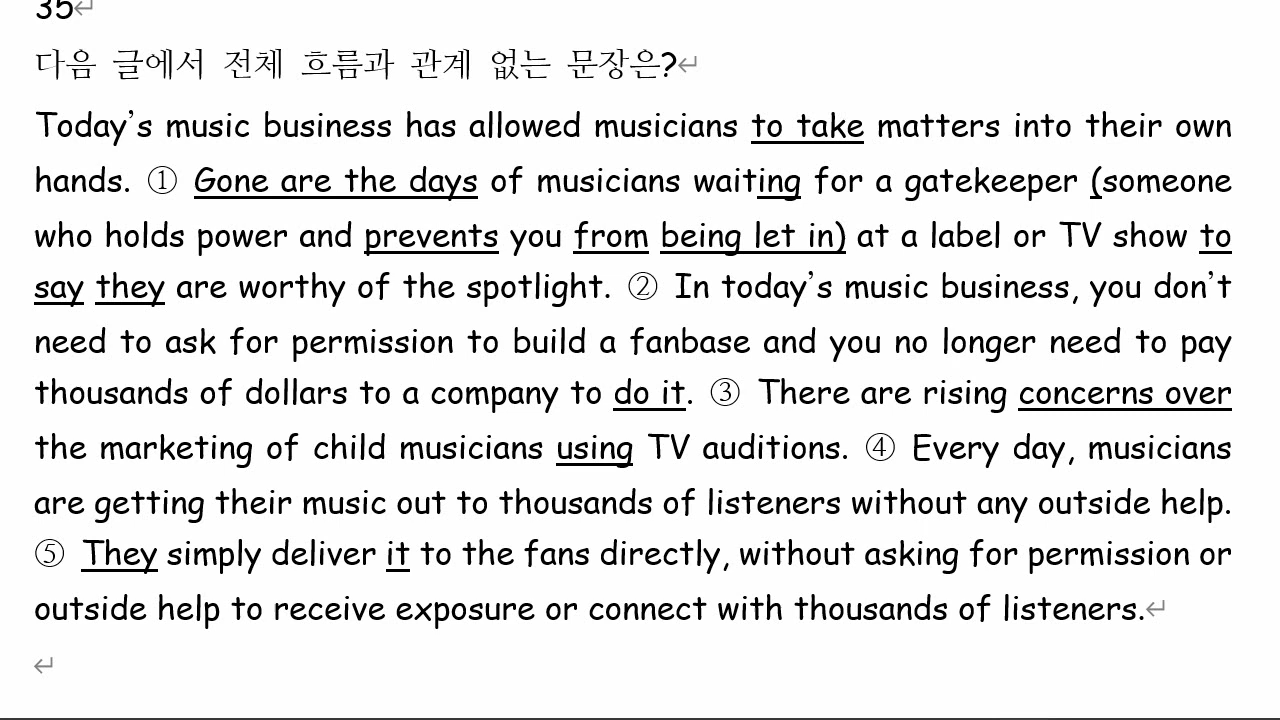 35↵
다음 글에서 전체 흐름과 관계 없는 문장은?↵
Today’s music business has allowed musicians to take matters into their own
hands. ① Gone are the days of musicians waiting for a gatekeeper (someone
who holds power and prevents you from being let in) at a label or TV show to
say they are worthy of the spotlight. ② In today’s music business, you don’t
need to ask for permission to build a fanbase and you no longer need to pay
thousands of dollars to a company to do it. ③ There are rising concerns over
the marketing of child musicians using TV auditions. ④ Every day, musicians
are getting their music out to thousands of listeners without any outside help.
⑤ They simply deliver it to the fans directly, without asking for permission or
outside help to receive exposure or connect with thousands of listeners.↵
↵